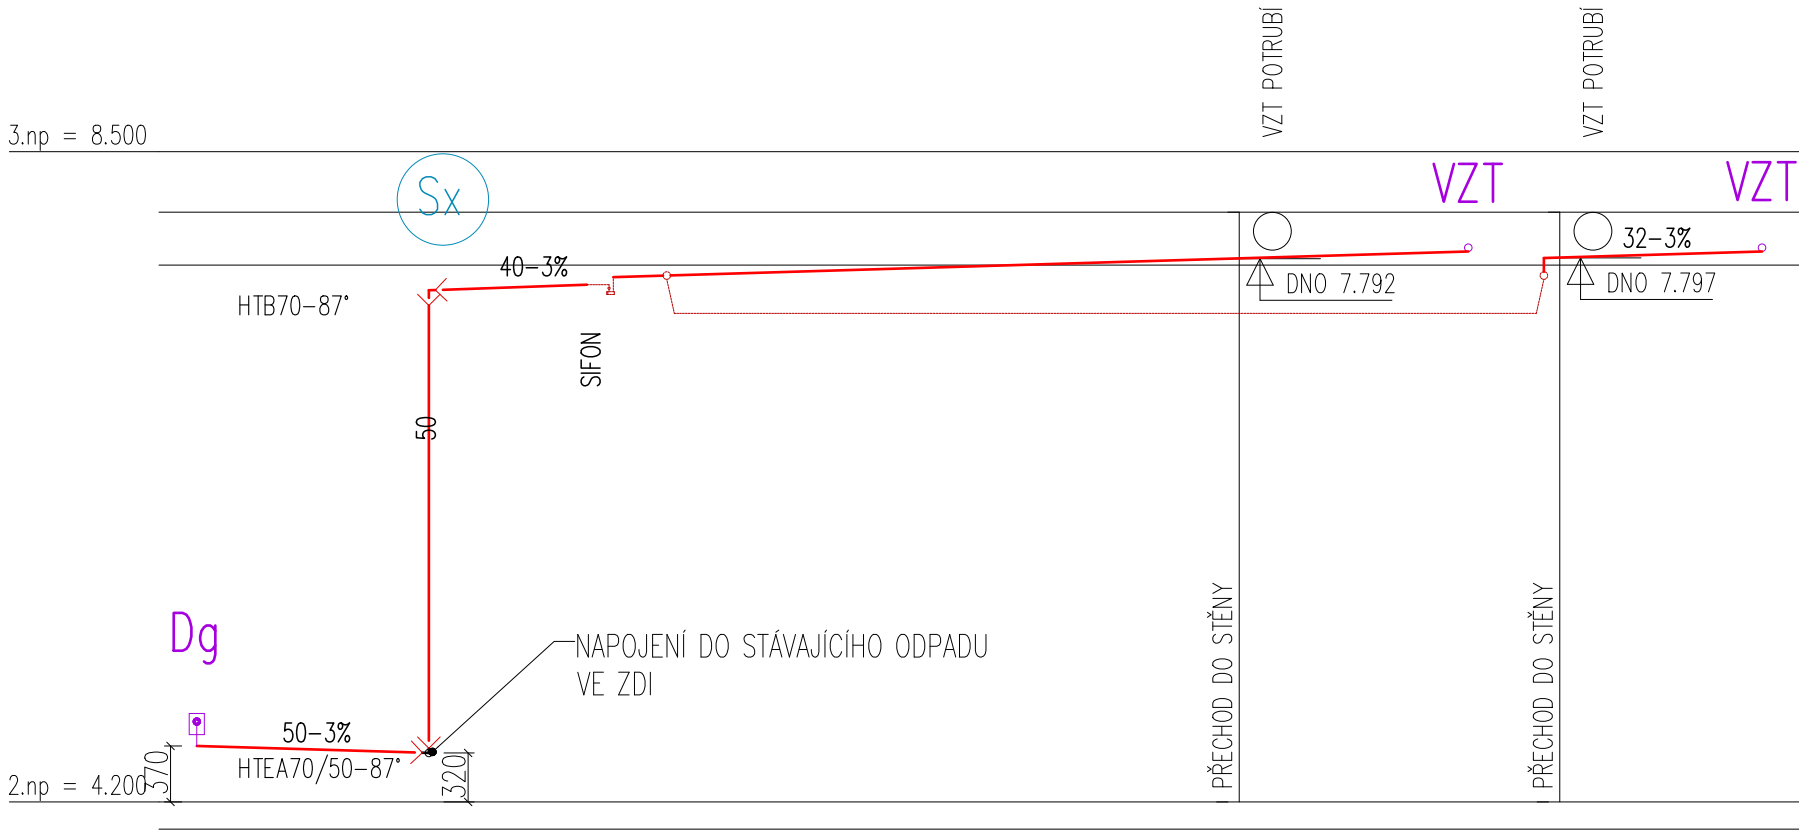 VZT POTRUBÍ
VZT POTRUBÍ
3.np = 8.500
Sx
VZT
VZT
40-3%
32-3%
HTB70-87°
DNO 7.792
DNO 7.797
SIFON
50
PŘECHOD DO STĚNY
PŘECHOD DO STĚNY
Dg
NAPOJENÍ DO STÁVAJÍCÍHO ODPADU
VE ZDI
50-3%
HTEA70/50-87°
370
320
2.np = 4.200